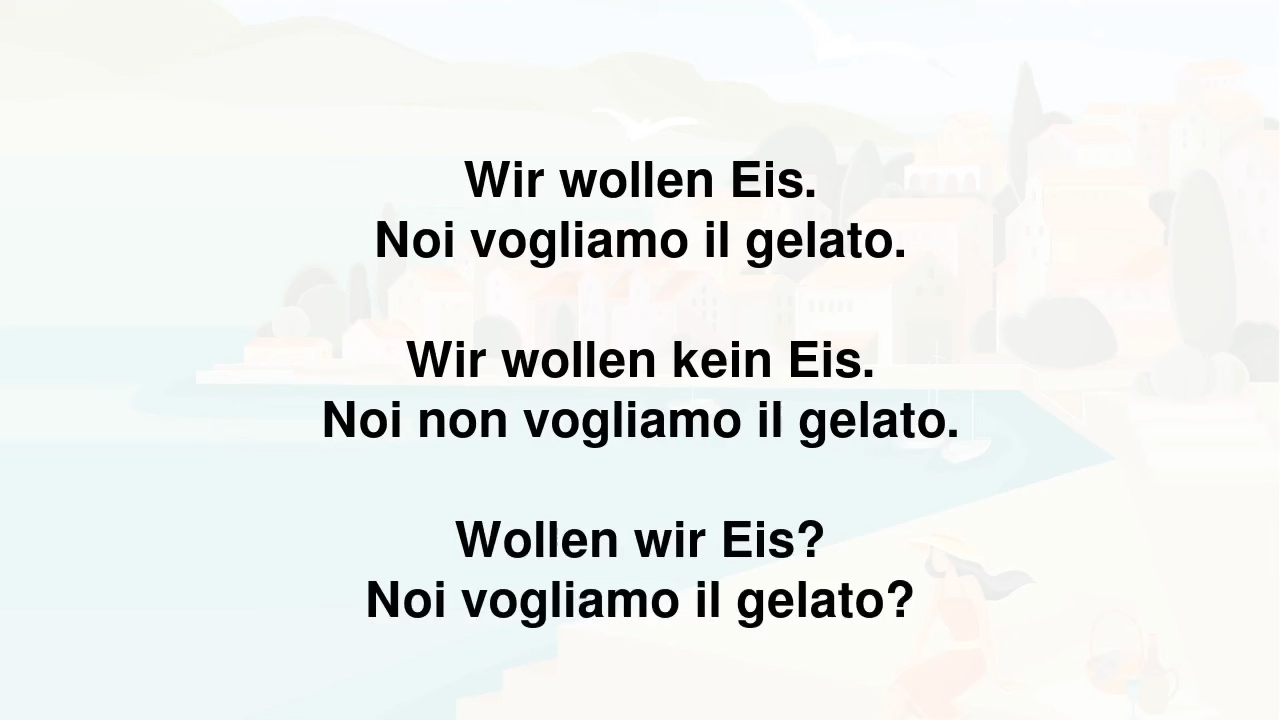 Wir wollen Eis.
Noi vogliamo il gelato.
Wir wollen kein Eis.
Noi non vogliamo il gelato.
Wollen wir Eis?
Noi vogliamo il gelato?